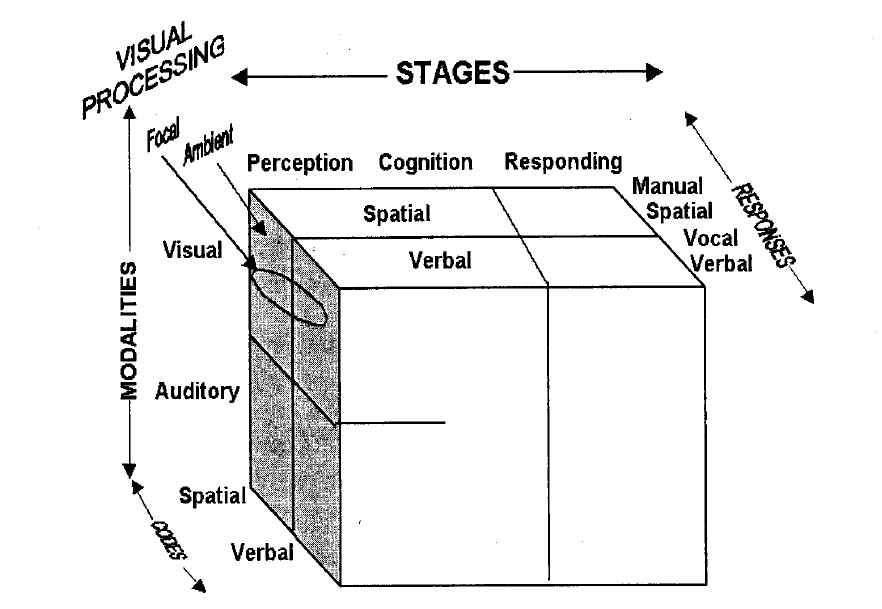 VISUAL
PROCESSING
STAGES
Focal
Ambient
Perception Cognition Responding
Manual
Spatial
Vocal
Verbal
RESPONSES
Spatial
Verbal
Visual
MODALITIES
Auditory
Spatial
Verbal
CODES